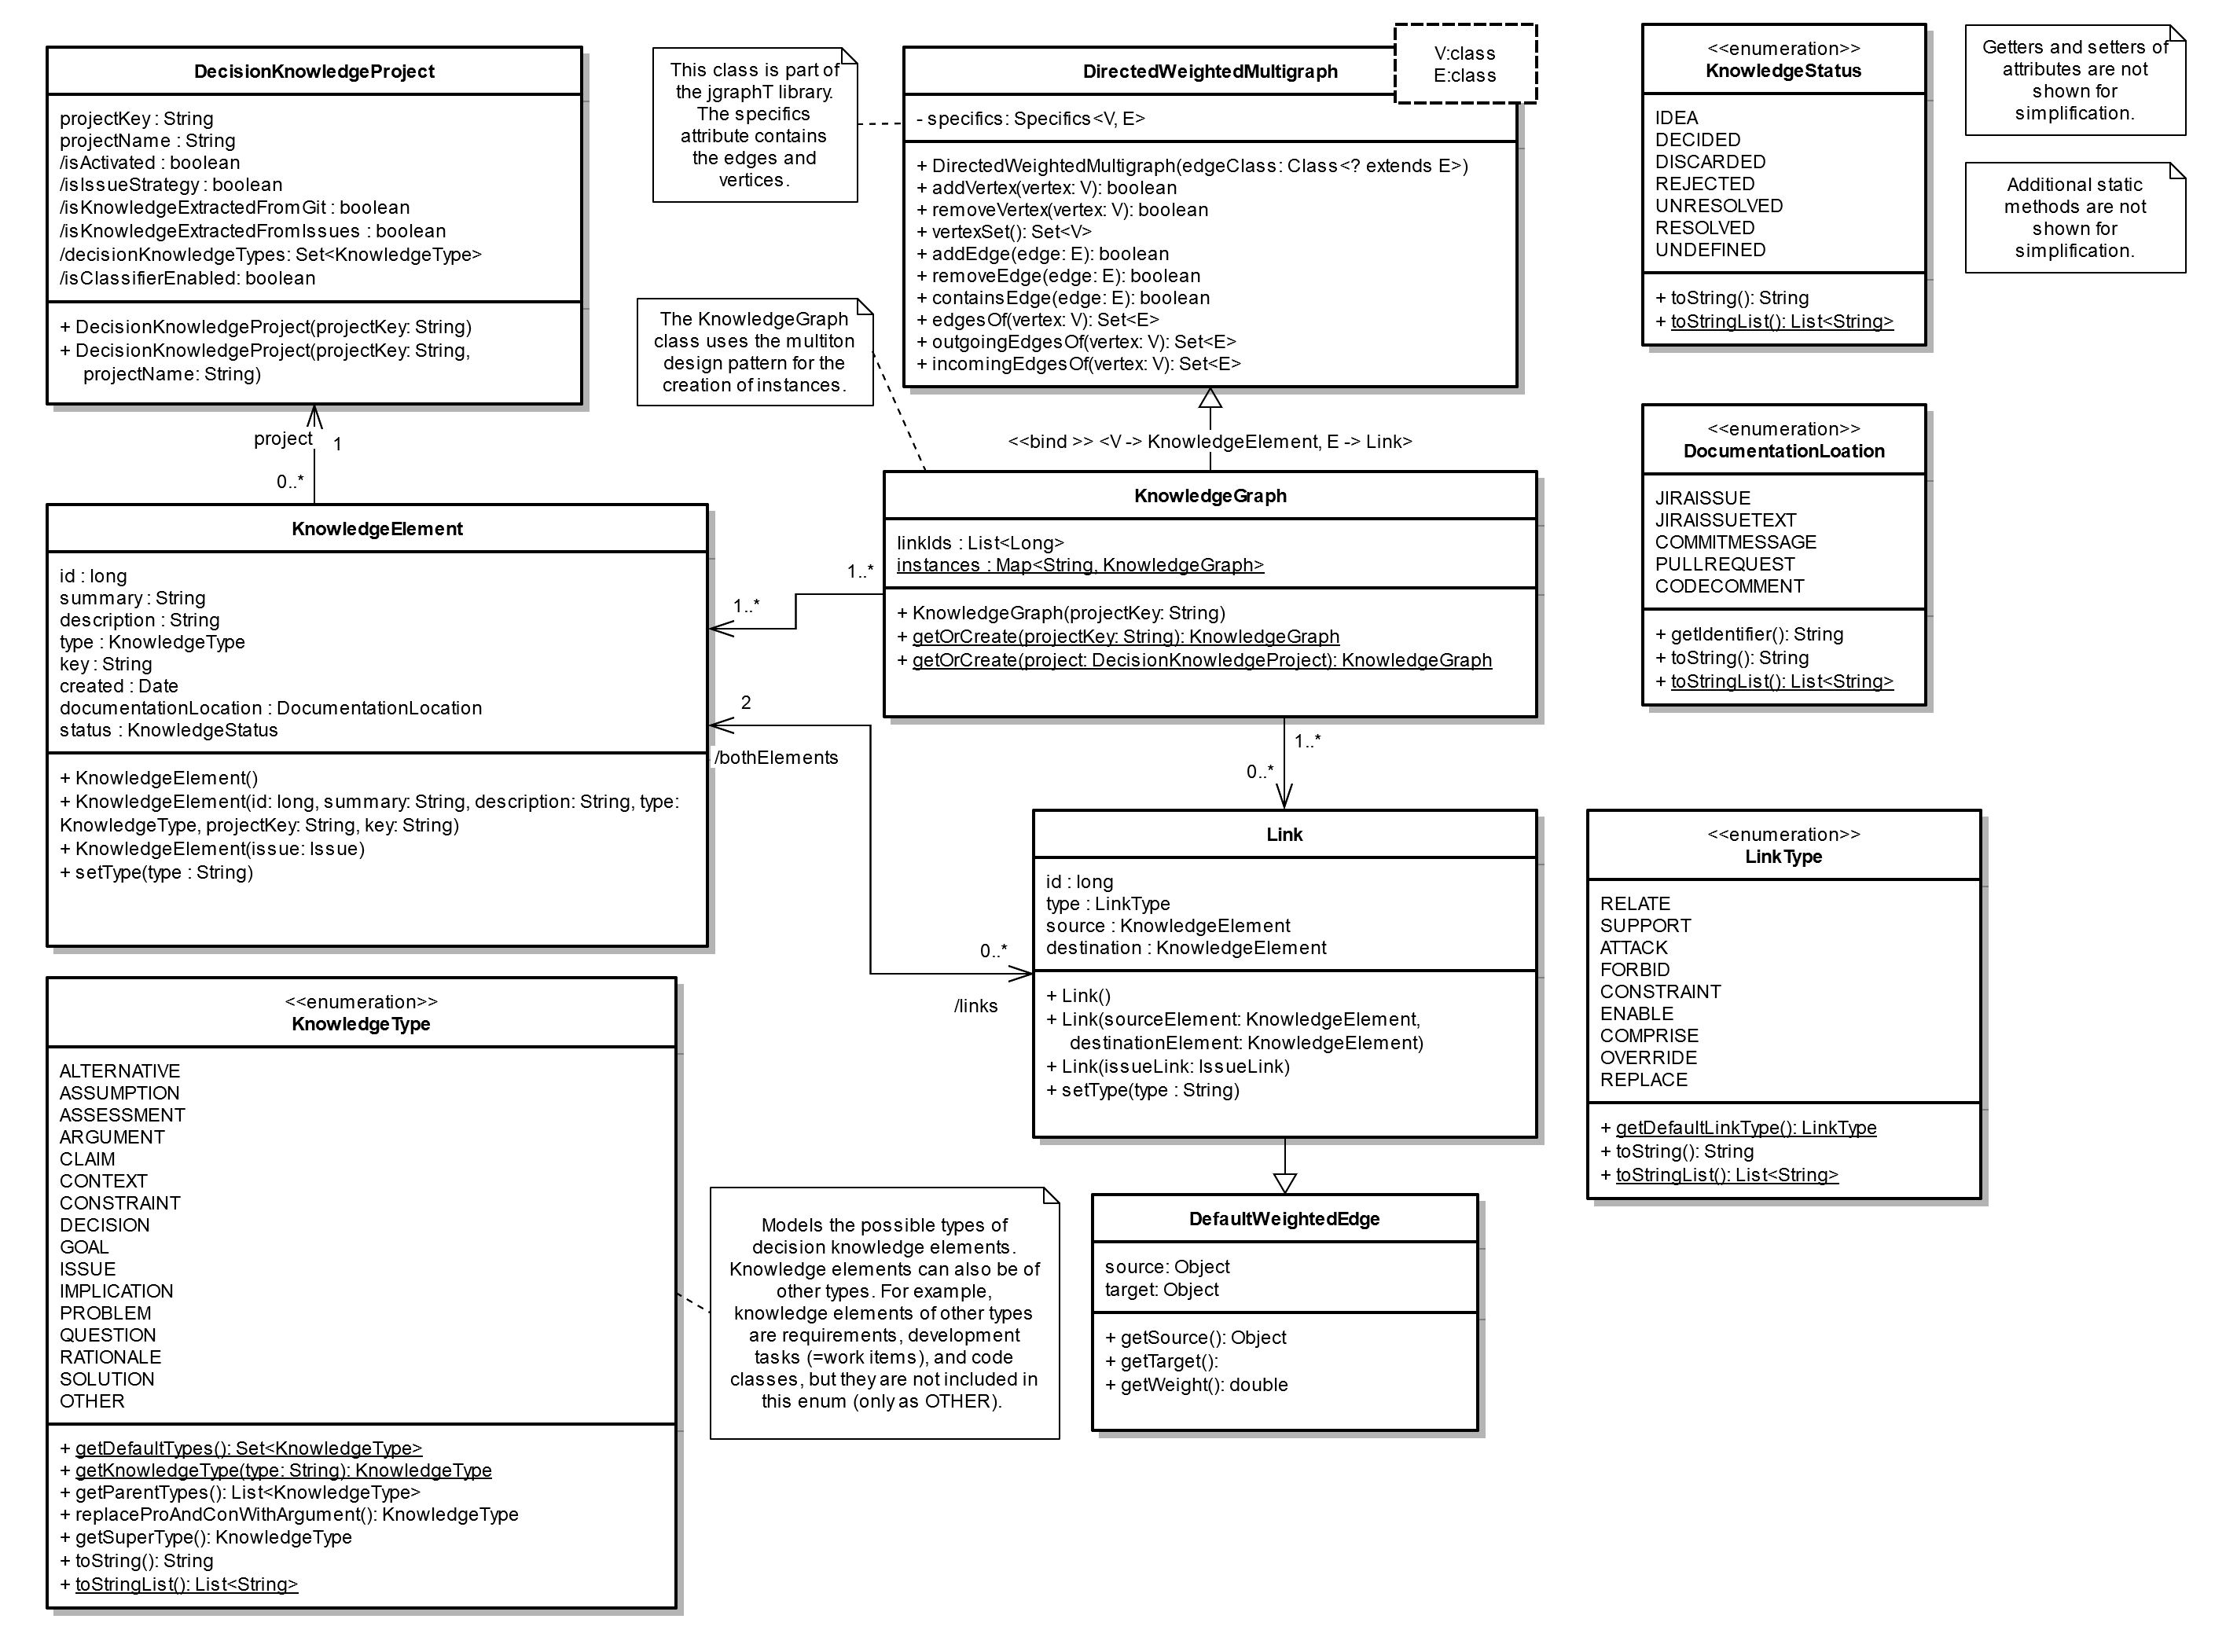 DecisionKnowledgeProject
projectKey : String
projectName : String
/isActivated : boolean
/isIssueStrategy : boolean
/isKnowledgeExtractedFromGit : boolean
/isKnowledgeExtractedFromIssues : boolean
/decisionKnowledgeTypes: Set<KnowledgeType>
/isClassifierEnabled: boolean
+ DecisionKnowledgeProject(projectKey: String)
+ DecisionKnowledgeProject(projectKey: String,
projectName: String)
This class is part of
the jgraphT library.
The specifics
attribute contains
the edges and
vertices.
DirectedWeightedMultigraph
V:class
E:class
- specifics: Specifics<V, E>
+ DirectedWeightedMultigraph(edgeClass: Class<? extends E>)
+ addVertex(vertex: V): boolean
+ removeVertex(vertex: V): boolean
+ vertexSet(): Set<V>
+ addEdge(edge: E): boolean
+ removeEdge(edge: E): boolean
+ containsEdge(edge: E): boolean
+ edgesOf(vertex: V): Set<E>
+ outgoingEdgesOf(vertex: V): Set<E>
+ incomingEdgesOf(vertex: V): Set<E>
<<enumeration>>
KnowledgeStatus
IDEA
DECIDED
DISCARDED
REJECTED
UNRESOLVED
RESOLVED
UNDEFINED
+ toString(): String
+ toStringList(): List<String>
Getters and setters of
attributes are not
shown for
simplification.
Additional static
methods are not
shown for
simplification.
The KnowledgeGraph
class uses the multiton
design pattern for the
creation of instances.
project
1
0..*
<<bind >> <V -> KnowledgeElement, E -> Link>
<<enumeration>>
DocumentationLoation
JIRAISSUE
JIRAISSUETEXT
COMMITMESSAGE
PULLREQUEST
CODECOMMENT
+ getIdentifier(): String
+ toString(): String
+ toStringList(): List<String>
KnowledgeElement
id : long
summary : String
description : String
type : KnowledgeType
key : String
created : Date
documentationLocation : DocumentationLocation
status : KnowledgeStatus
+ KnowledgeElement()
+ KnowledgeElement(id: long, summary: String, description: String, type:
KnowledgeType, projectKey: String, key: String)
+ KnowledgeElement(issue: Issue)
+ setType(type : String)
KnowledgeGraph
linkIds : List<Long>
instances : Map<String, KnowledgeGraph>
+ KnowledgeGraph(projectKey: String)
+ getOrCreate(projectKey: String): KnowledgeGraph
+ getOrCreate(project: DecisionKnowledgeProject): KnowledgeGraph
1..*
1..*
2
/bothElements
1..*
0..*
0..*
/links
Link
id : long
type : LinkType
source : KnowledgeElement
destination : KnowledgeElement
+ Link()
+ Link(sourceElement: KnowledgeElement,
destinationElement: KnowledgeElement)
+ Link(issueLink: IssueLink)
+ setType(type : String)
<<enumeration>>
LinkType
RELATE
SUPPORT
ATTACK
FORBID
CONSTRAINT
ENABLE
COMPRISE
OVERRIDE
REPLACE
+ getDefaultLinkType(): LinkType
+ toString(): String
+ toStringList(): List<String>
<<enumeration>>
KnowledgeType
ALTERNATIVE
ASSUMPTION
ASSESSMENT
ARGUMENT
CLAIM
CONTEXT
CONSTRAINT
DECISION
GOAL
ISSUE
IMPLICATION
PROBLEM
QUESTION
RATIONALE
SOLUTION
OTHER
+ getDefaultTypes(): Set<KnowledgeType>
+ getKnowledgeType(type: String): KnowledgeType
+ getParentTypes(): List<KnowledgeType>
+ replaceProAndConWithArgument(): KnowledgeType
+ getSuperType(): KnowledgeType
+ toString(): String
+ toStringList(): List<String>
Models the possible types of
decision knowledge elements.
Knowledge elements can also be of
other types. For example,
knowledge elements of other types
are requirements, development
tasks (=work items), and code
classes, but they are not included in
this enum (only as OTHER).
DefaultWeightedEdge
source: Object
target: Object
+ getSource(): Object
+ getTarget():
+ getWeight(): double